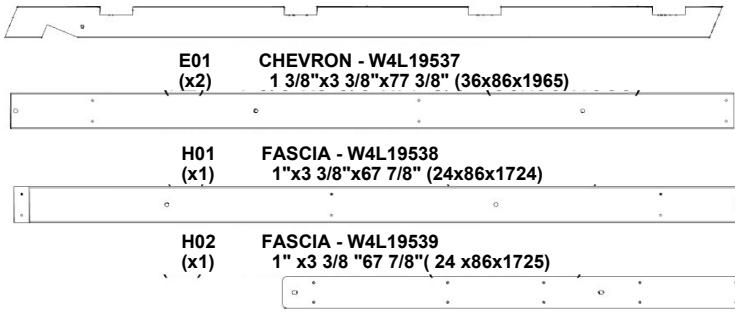 E01 CHEVRON - W4L19537
(x2) 1 3/8"x3 3/8"x77 3/8" (36x86x1965)
H01 FASCIA - W4L19538
(x1) 1"x3 3/8"x67 7/8" (24x86x1724)
H02 FASCIA - W4L19539
(x1) 1" x3 3/8 "67 7/8"( 24 x86x1725)